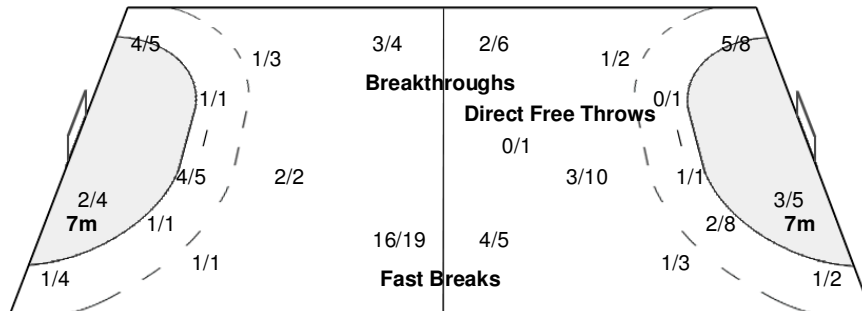 4/5 3/4 2/6 5/8
1/3 1/2
Breakthroughs
1/1 0/1
Direct Free Throws
0/1
4/5 2/2 3/10 1/1
2/4 3/5
7m 1/1 2/8 7m
16/19 4/5
1/1 1/3
1/4 Fast Breaks 1/2